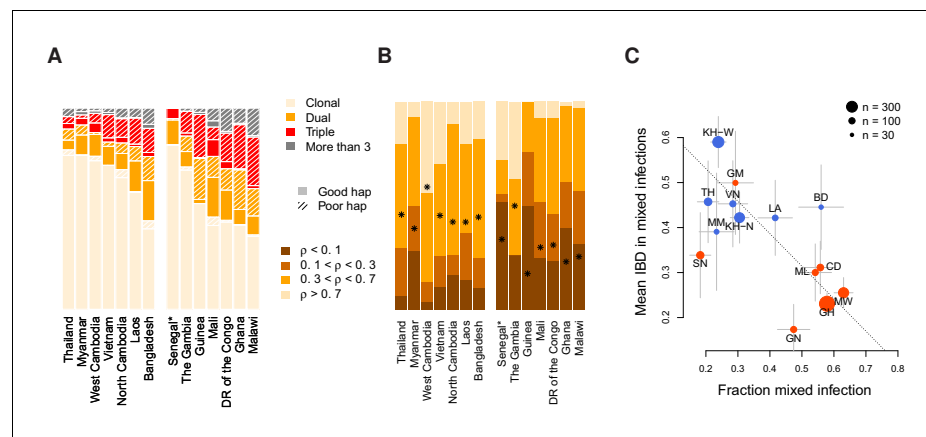 A
B
C
Clonal
Dual
Triple
More than 3
Good hap
Poor hap
ρ < 0. 1
0. 1 < ρ < 0. 3
0. 3 < ρ < 0. 7
ρ > 0. 7
Thailand
Myanmar
West Cambodia
Vietnam
North Cambodia
Laos
Bangladesh
Senegal*
The Gambia
Guinea
Mali
DR of the Congo
Ghana
Malawi
Thailand
Myanmar
West Cambodia
Vietnam
North Cambodia
Laos
Bangladesh
Senegal*
The Gambia
Guinea
Mali
DR of the Congo
Ghana
Malawi
Mean IBD in mixed infections
0.6
0.5
0.4
0.3
0.2
n = 300
n = 100
n = 30
KH-W
GM
TH
VN
BD
LA
MM
KH-N
SN
ML
CD
MW
GH
GN
0.2 0.3 0.4 0.5 0.6 0.7 0.8
Fraction mixed infection